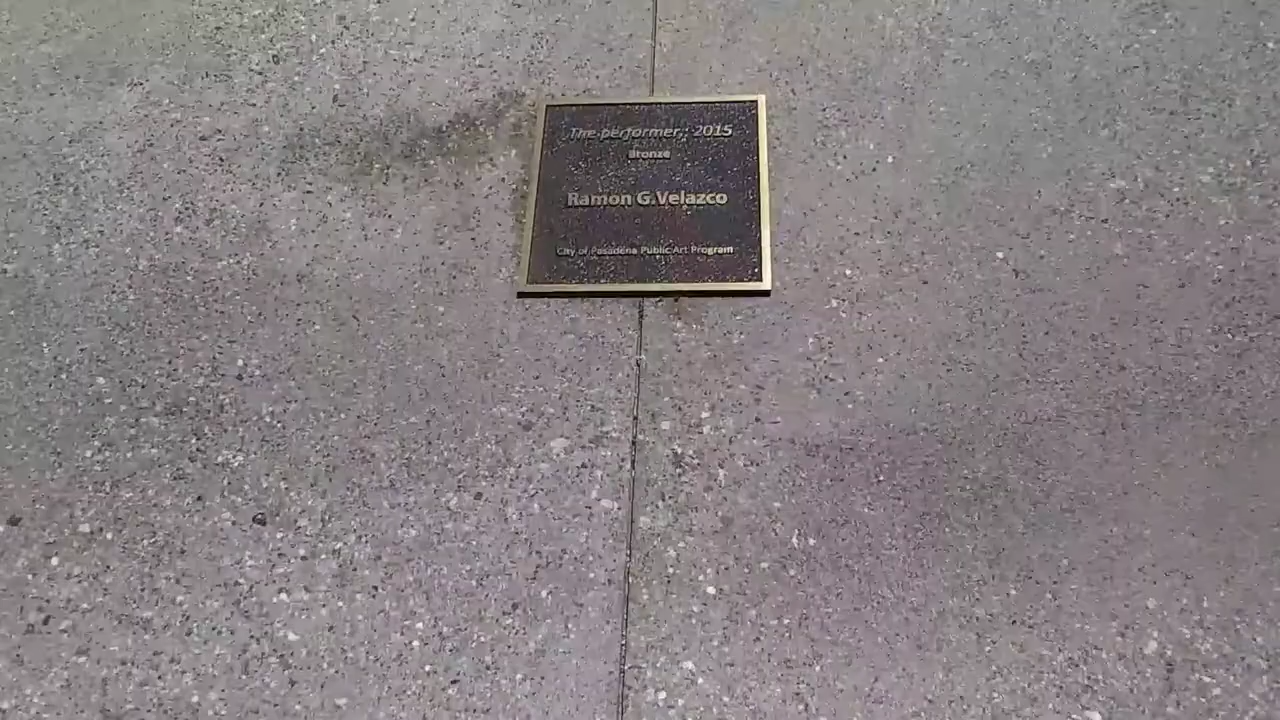 The performer, 2015
Bronze
Ramon G.Velazco
City of Pasadena Public Art Program